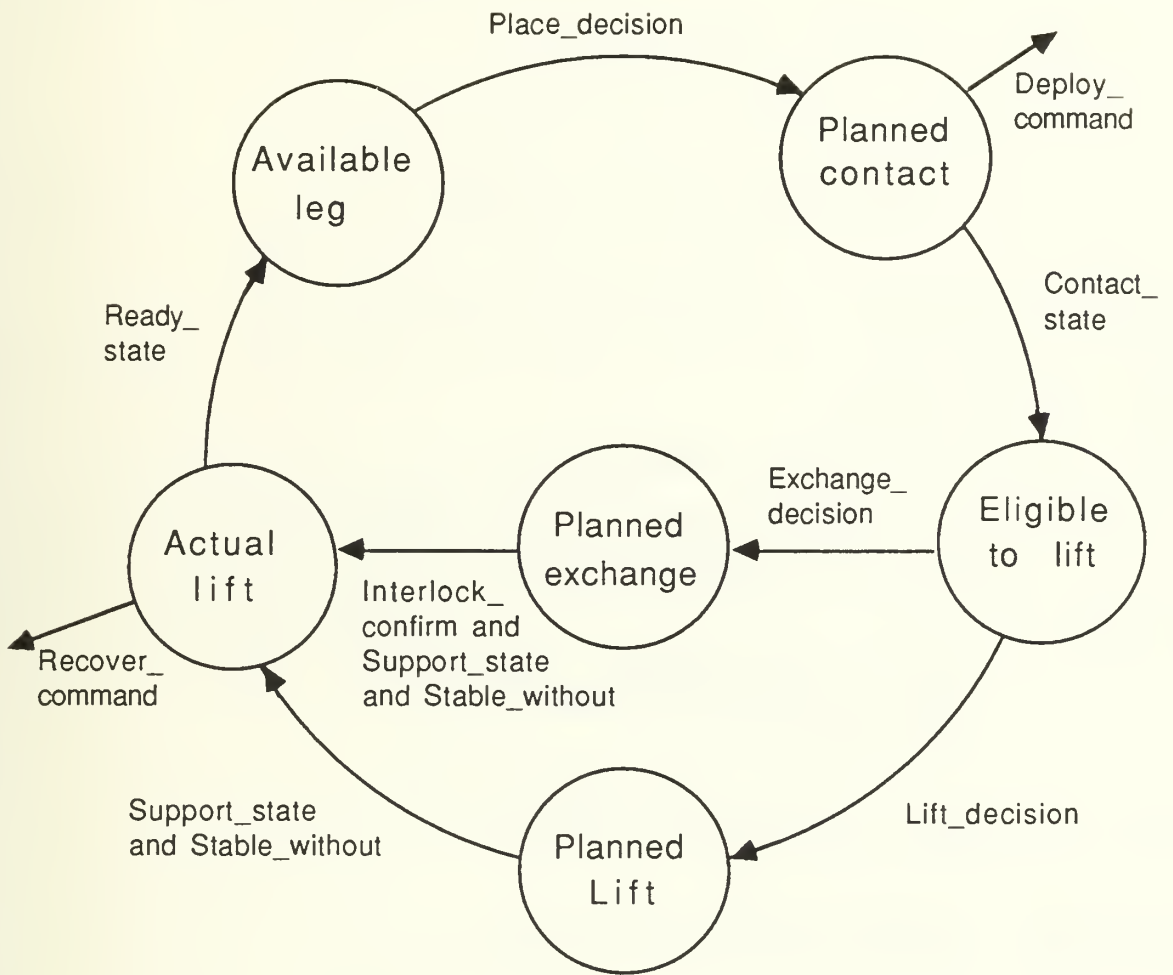 Place_decision
Deploy_
command
Planned
contact
Available
leg
Contact_
state
Ready_
state
Exchange_
decision
Eligible
to lift
Planned
exchange
Actual
lift
Interlock_
confirm and
Support_state
and Stable_without
Recover_
command
Support_state
and Stable_without
Lift_decision
Planned
Lift